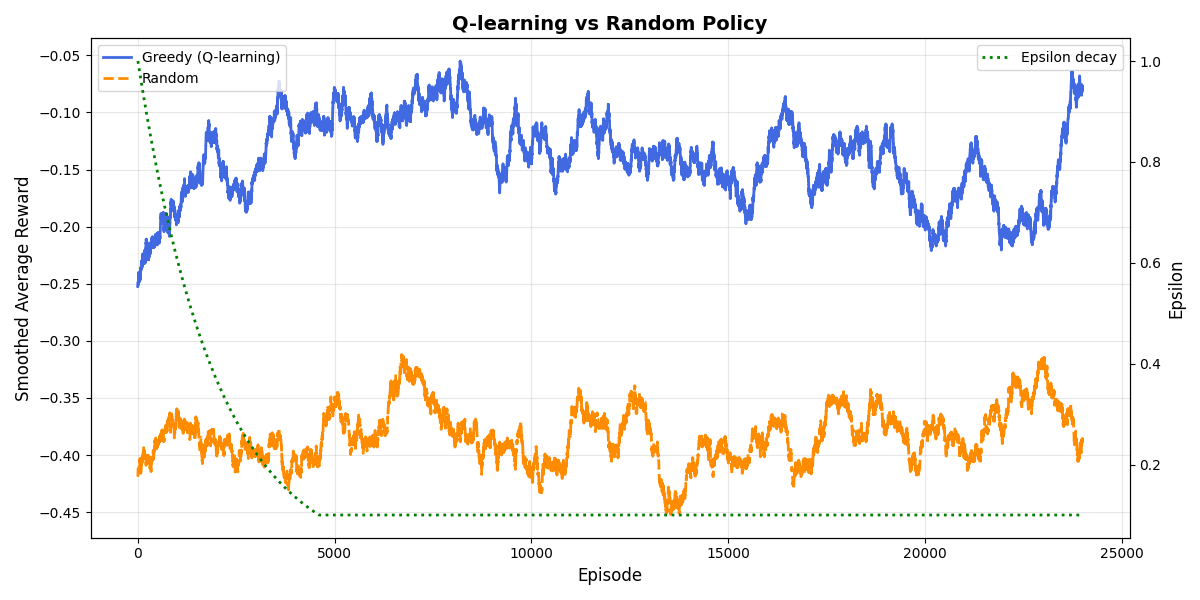 Q-learning vs Random Policy
Greedy (Q-learning)
Random
Epsilon decay
Smoothed Average Reward
−0.05
−0.10
−0.15
−0.20
−0.25
−0.30
−0.35
−0.40
−0.45
1.0
0.8
0.6
0.4
0.2
Epsilon
0
5000
10000
15000
20000
25000
Episode